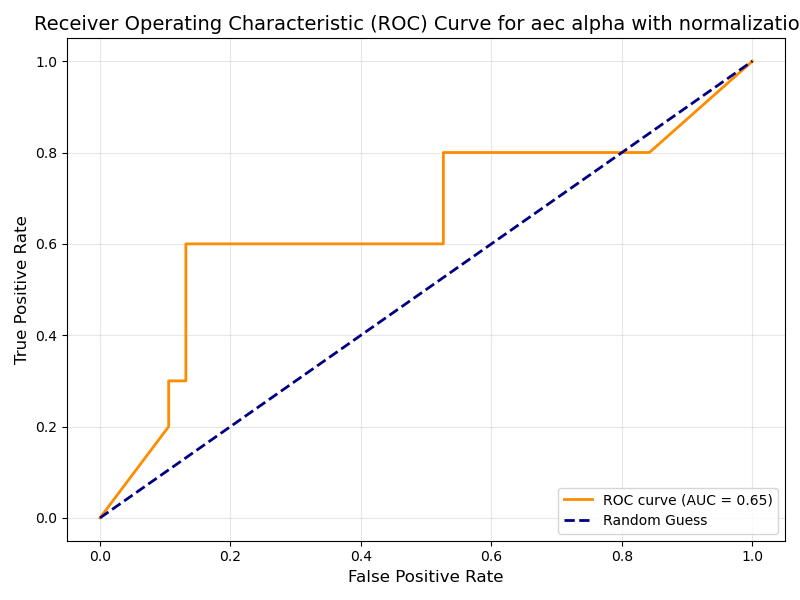 Receiver Operating Characteristic (ROC) Curve for aec alpha with normalizatio
1.0
0.8
0.6
0.4
0.2
0.0
True Positive Rate
0.0 0.2 0.4 0.6 0.8 1.0
False Positive Rate
ROC curve (AUC = 0.65)
Random Guess